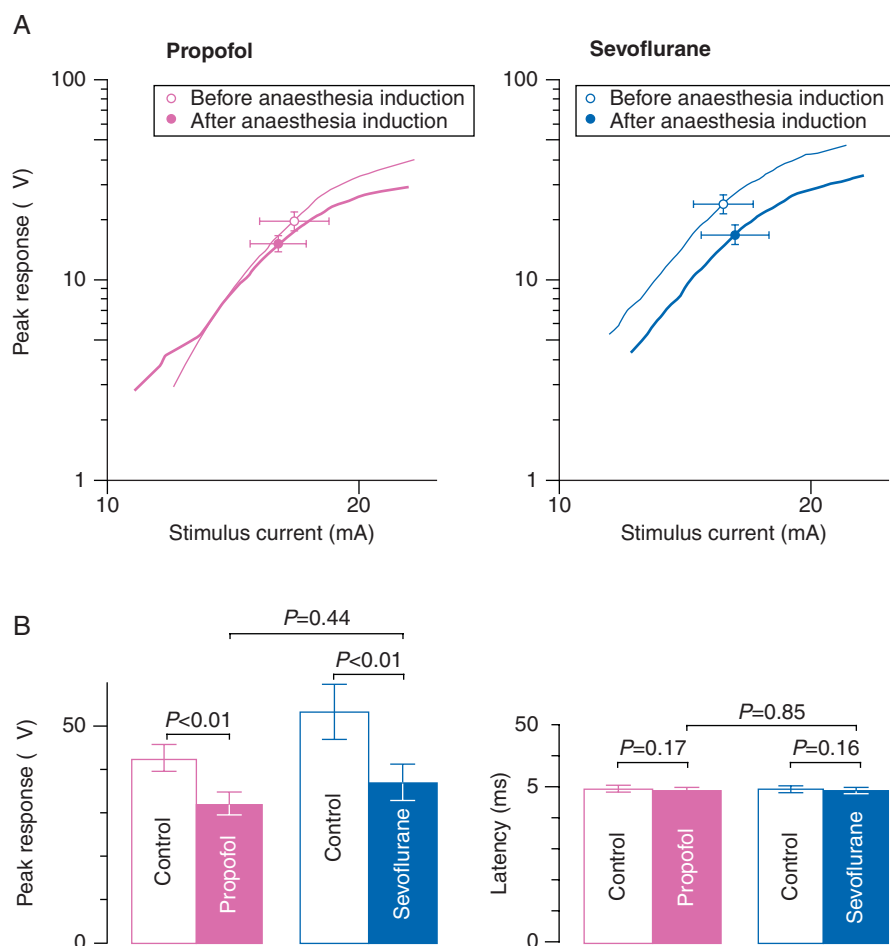 A
Propofol
Sevoflurane
100
Before anaesthesia induction
After anaesthesia induction
10
1
10
20
Peak response ( V)
Stimulus current (mA)
100
Before anaesthesia induction
After anaesthesia induction
10
1
10
20
Stimulus current (mA)
B
P=0.44
P<0.01
P<0.01
50
0
Peak response ( V)
Control
Propofol
Control
Sevoflurane
P=0.85
P=0.17
P=0.16
50
5
0
Latency (ms)
Control
Propofol
Control
Sevoflurane